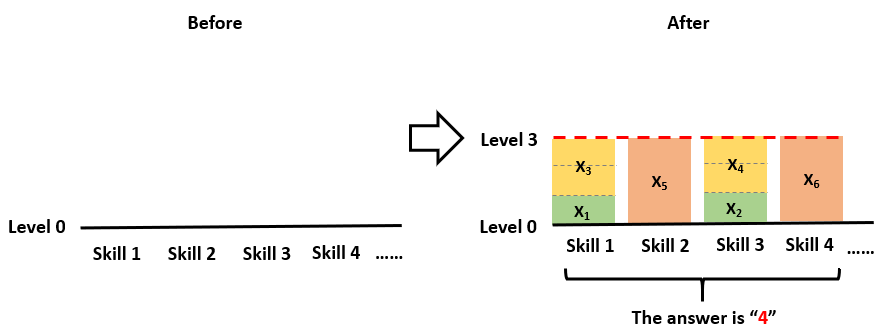 Before
After
Level 3
X₃
X₄
X₅
X₆
X₁
X₂
Level 0
Level 0
Skill 1
Skill 2
Skill 3
Skill 4
......
Skill 1
Skill 2
Skill 3
Skill 4
......
The answer is “4”